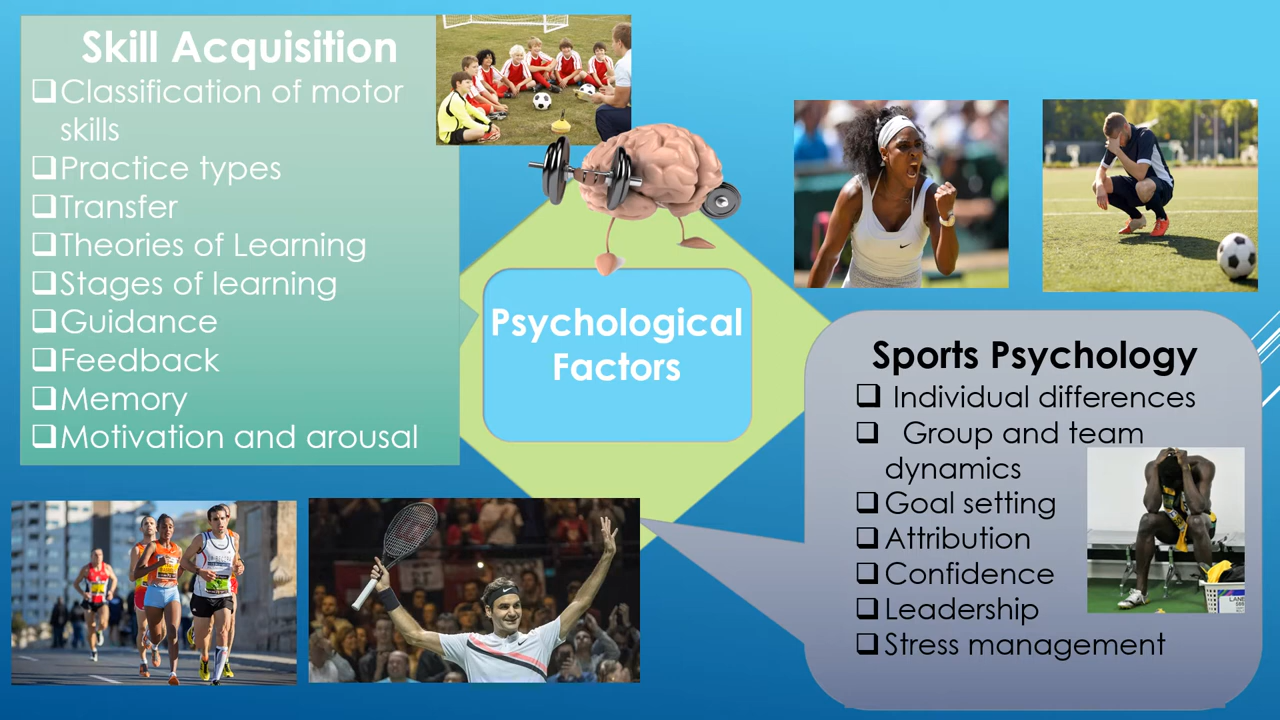 Skill Acquisition
❑Classification of motor
skills
❑Practice types
❑Transfer
❑Theories of Learning
❑Stages of learning
❑Guidance
❑Feedback
❑Memory
❑Motivation and arousal
Psychological
Factors
Sports Psychology
❑ Individual differences
❑ Group and team
dynamics
❑Goal setting
❑Attribution
❑Confidence
❑Leadership
❑Stress management